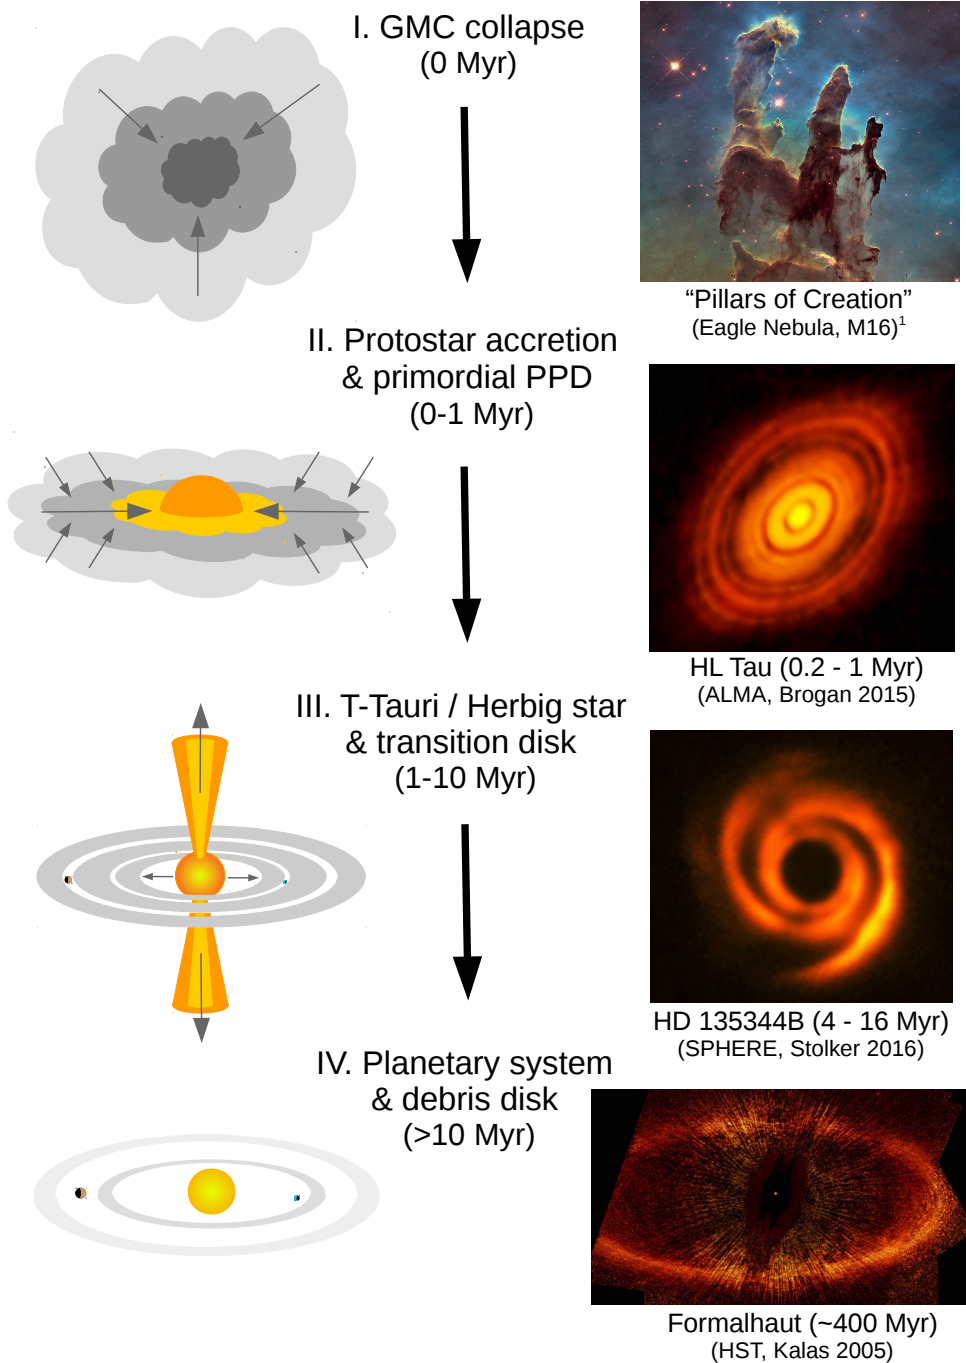 I. GMC collapse
(0 Myr)
“Pillars of Creation”
(Eagle Nebula, M16)1
II. Protostar accretion
& primordial PPD
(0-1 Myr)
HL Tau (0.2 - 1 Myr)
(ALMA, Brogan 2015)
III. T-Tauri / Herbig star
& transition disk
(1-10 Myr)
HD 135344B (4 - 16 Myr)
(SPHERE, Stolker 2016)
IV. Planetary system
& debris disk
(>10 Myr)
Formalhaut (~400 Myr)
(HST, Kalas 2005)